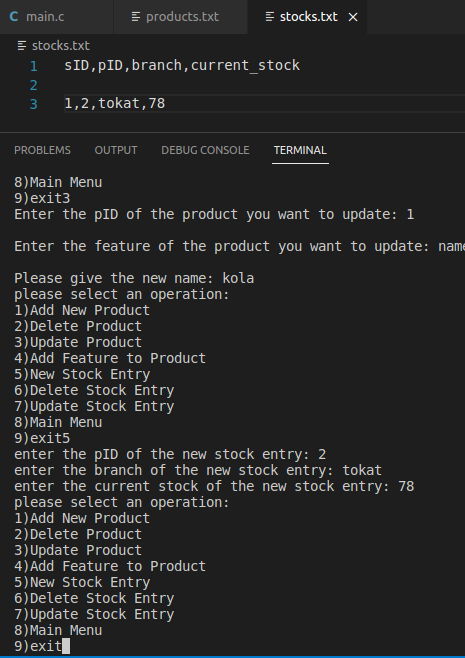 C main.c products.txt stocks.txt ×
stocks.txt
1 sID,pID,branch,current_stock
2
3 1,2,tokat,78
PROBLEMS OUTPUT DEBUG CONSOLE TERMINAL
8)Main Menu
9)exit3
Enter the pID of the product you want to update: 1
Enter the feature of the product you want to update: name
Please give the new name: kola
please select an operation:
1)Add New Product
2)Delete Product
3)Update Product
4)Add Feature to Product
5)New Stock Entry
6)Delete Stock Entry
7)Update Stock Entry
8)Main Menu
9)exit5
enter the pID of the new stock entry: 2
enter the branch of the new stock entry: tokat
enter the current stock of the new stock entry: 78
please select an operation:
1)Add New Product
2)Delete Product
3)Update Product
4)Add Feature to Product
5)New Stock Entry
6)Delete Stock Entry
7)Update Stock Entry
8)Main Menu
9)exit